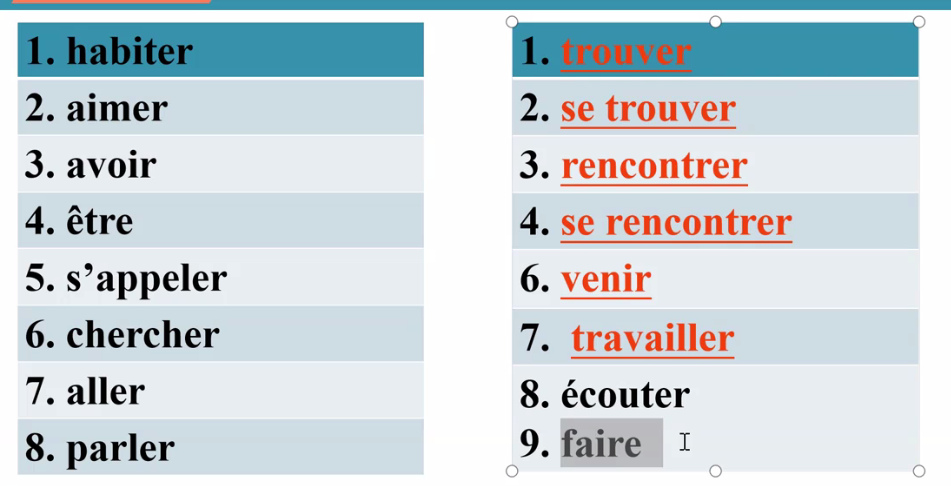 1. habiter
2. aimer
3. avoir
4. être
5. s’appeler
6. chercher
7. aller
8. parler
1. trouver
2. se trouver
3. rencontrer
4. se rencontrer
6. venir
7. travailler
8. écouter
9. faire